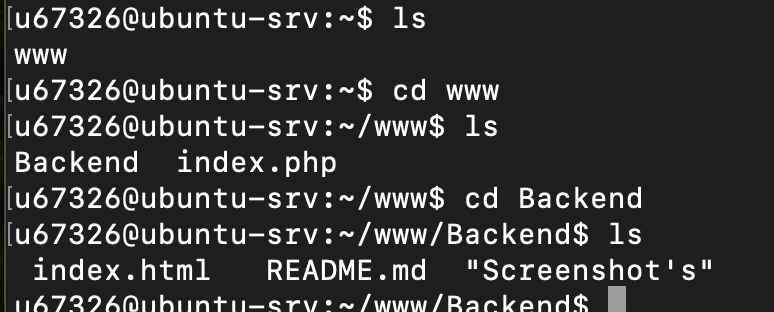 [u67326@ubuntu-srv:~$ ls
www
[u67326@ubuntu-srv:~$ cd www
[u67326@ubuntu-srv:~/www$ ls
Backend  index.php
[u67326@ubuntu-srv:~/www$ cd Backend
[u67326@ubuntu-srv:~/www/Backend$ ls
 index.html   README.md  "Screenshot's"
u67326@ubuntu-srv:~/www/Backend$